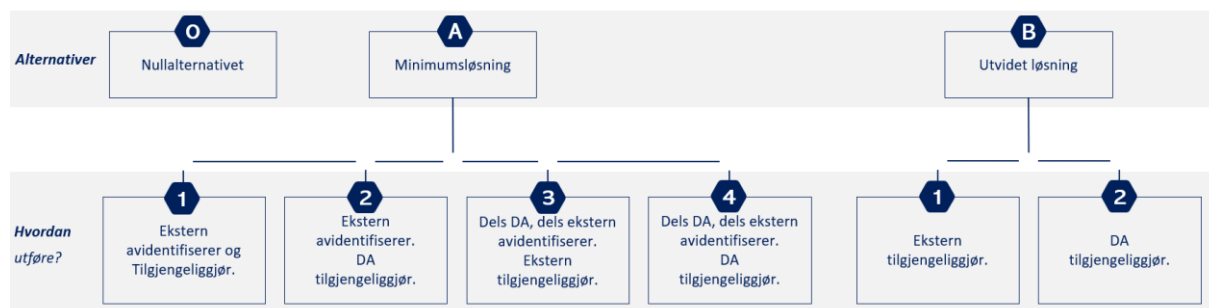 O
A
B
Alternativer
Nullalternativet
Minimumsløsning
Utvidet løsning
1
2
3
4
1
2
Hvordan
utføre?
Ekstern
avidentifiserer og
Tilgjengeliggjør.
Ekstern
avidentifiserer.
DA
tilgjengeliggjør.
Dels DA, dels ekstern
avidentifiserer.
Ekstern
tilgjengeliggjør.
Dels DA, dels ekstern
avidentifiserer.
DA
tilgjengeliggjør.
Ekstern
tilgjengeliggjør.
DA
tilgjengeliggjør.